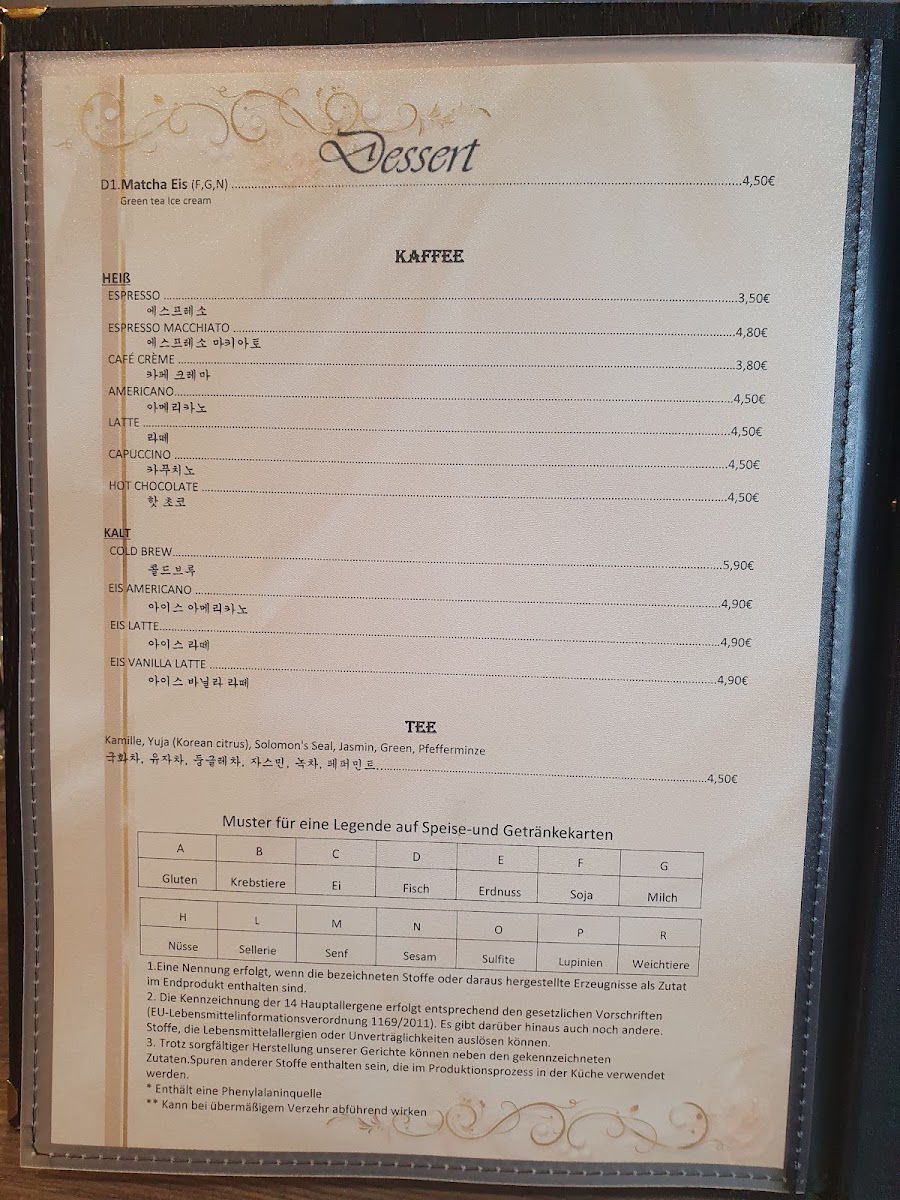 Dessert
D1.Matcha Eis (F,G,N) ........ 4,50€
Green tea Ice cream
KAFFEE
HEIß
ESPRESSO ........ 3,50€
에스프레소
ESPRESSO MACCHIATO ........ 4,80€
에스프레소 마키아토
CAFÉ CRÈME ........ 3,80€
카페 크레마
AMERICANO ........ 4,50€
아메리카노
LATTE ........ 4,50€
라떼
CAPUCCINO ........ 4,50€
카푸치노
HOT CHOCOLATE ........ 4,50€
핫 초코
KALT
COLD BREW ........ 5,90€
콜드브루
EIS AMERICANO ........ 4,90€
아이스 아메리카노
EIS LATTE ........ 4,90€
아이스 라떼
EIS VANILLA LATTE ........ 4,90€
아이스 바닐라 라떼
TEE
Kamille, Yuja (Korean citrus), Solomon's Seal, Jasmin, Green, Pfefferminze
국화차, 유자차, 둥글레차, 자스민, 녹차, 페퍼민트 ........ 4,50€
Muster für eine Legende auf Speise-und Getränkekarten
A B C D E F G
Gluten Krebstiere Ei Fisch Erdnuss Soja Milch
H L M N O P R
Nüsse Sellerie Senf Sesam Sulfite Lupinien Weichtiere
1.Eine Nennung erfolgt, wenn die bezeichneten Stoffe oder daraus hergestellte Erzeugnisse als Zutat
im Endprodukt enthalten sind.
2. Die Kennzeichnung der 14 Hauptallergene erfolgt entsprechend den gesetzlichen Vorschriften
(EU-Lebensmittelinformationsverordnung 1169/2011). Es gibt darüber hinaus auch noch andere.
Stoffe, die Lebensmittelallergien oder Unverträglichkeiten auslösen können.
3. Trotz sorgfältiger Herstellung unserer Gerichte können neben den gekennzeichneten
Zutaten.Spuren anderer Stoffe enthalten sein, die im Produktionsprozess in der Küche verwendet
werden.
* Enthält eine Phenylalaninquelle
** Kann bei übermäßigem Verzehr abführend wirken